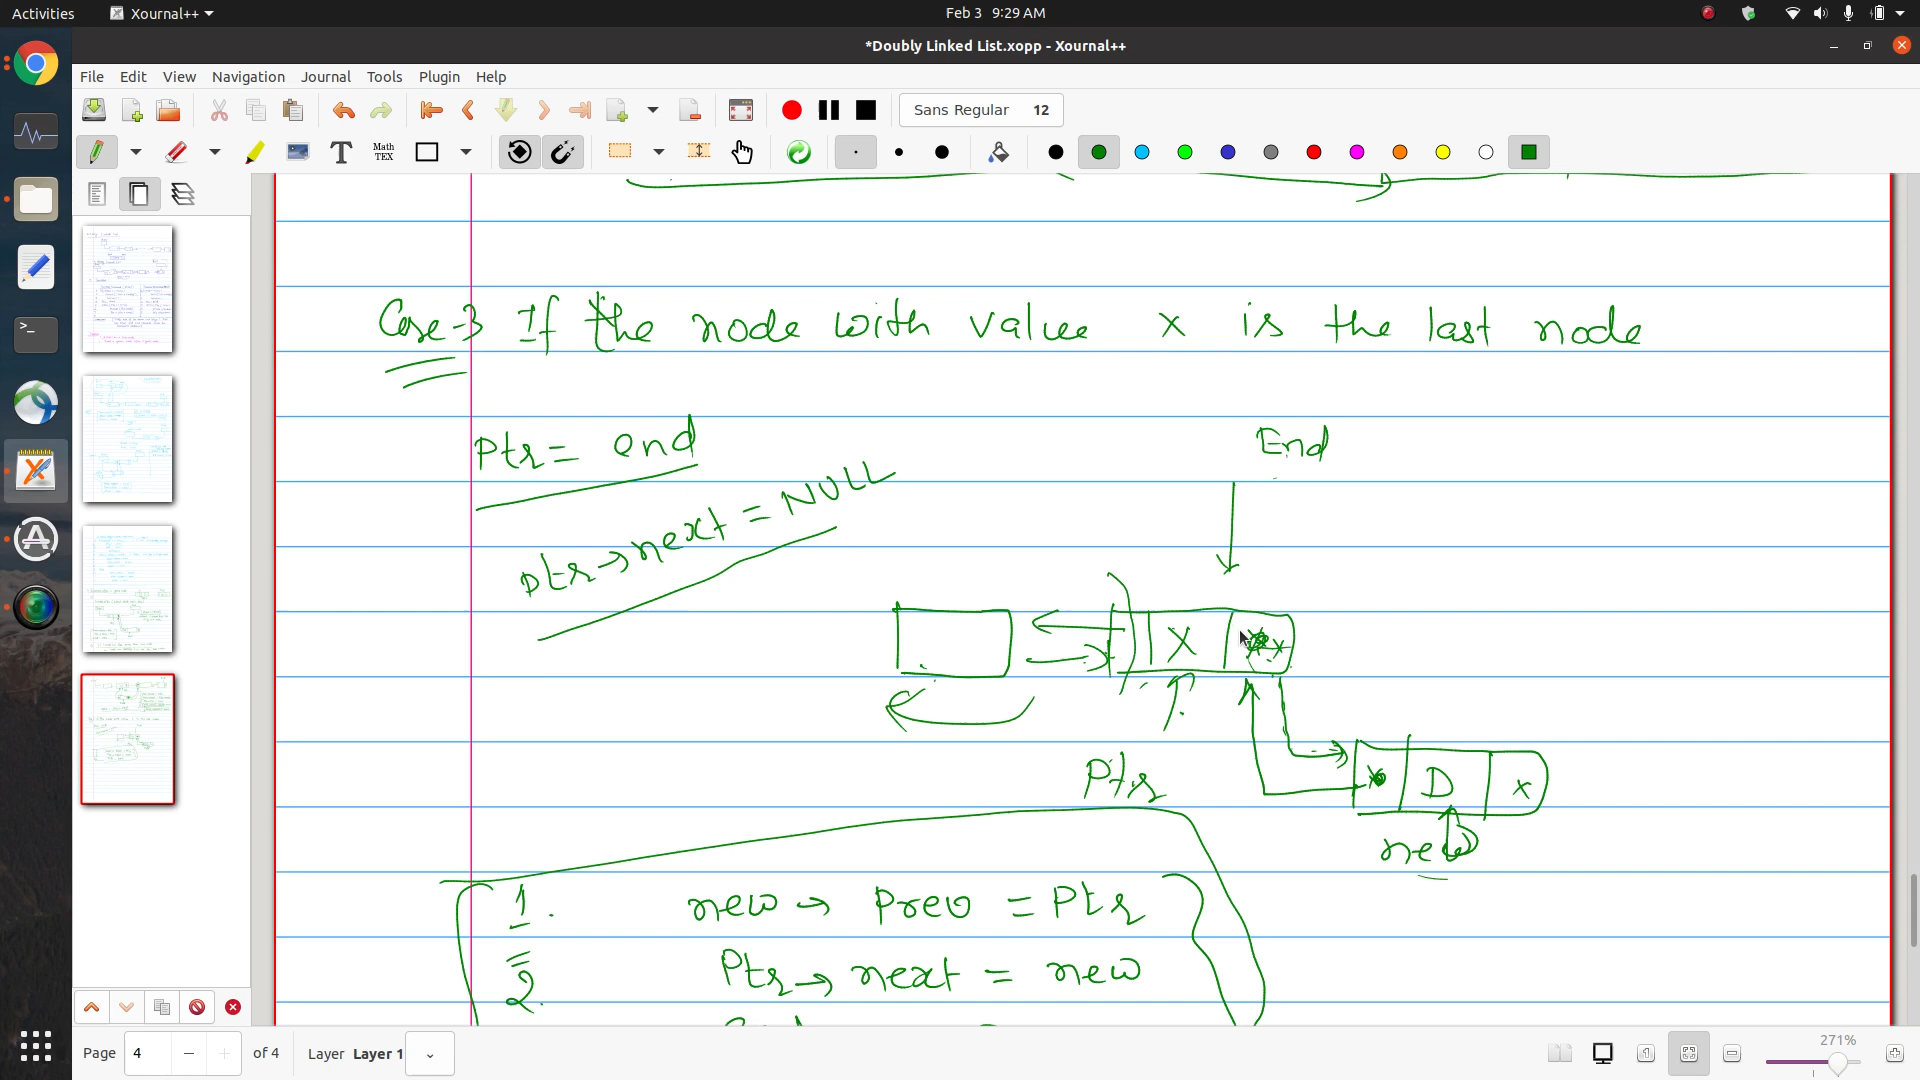 Activities Xournal++ Feb 3 9:29 AM
*Doubly Linked List.xopp - Xournal++
File Edit View Navigation Journal Tools Plugin Help
Sans Regular 12
T Math TEX
Case-3 If the node with value x is the last node
Ptr = end
End
ptr→next = NULL
X
Ptr
D
x
new
1. new → Prev = Ptr
2. Ptr → next = new
Page 4 of 4 Layer Layer 1 271%